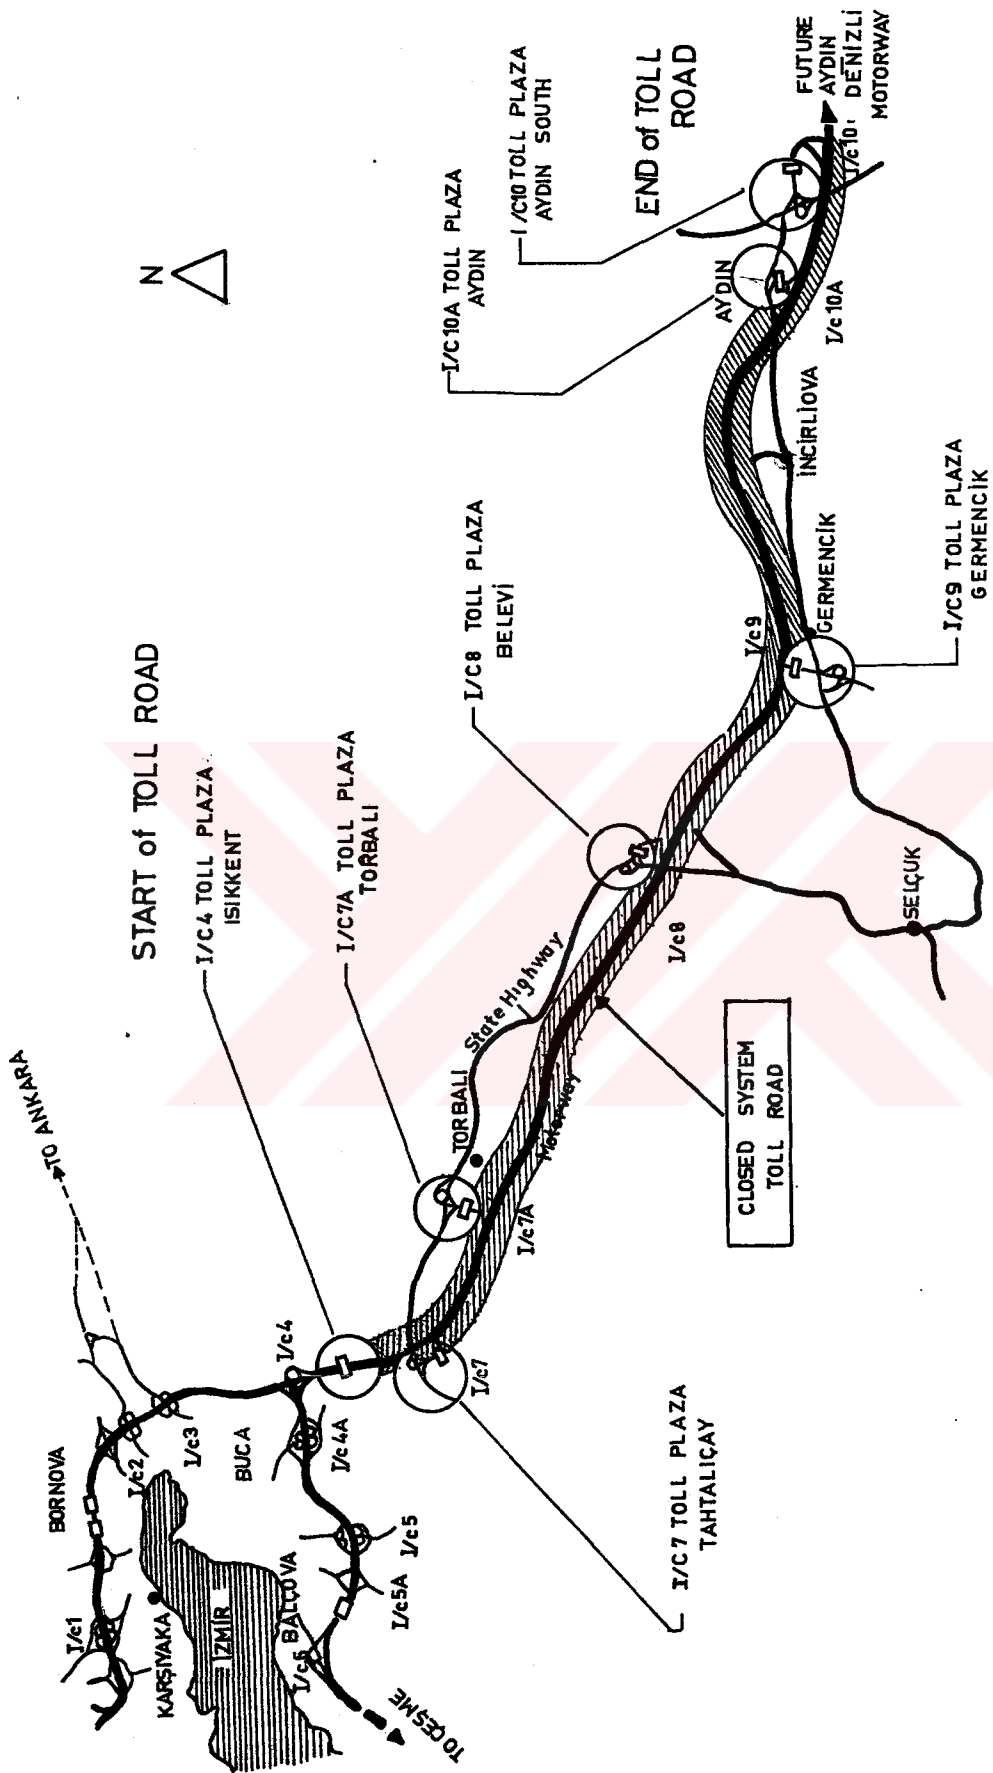 TO ANKARA
N
START of TOLL ROAD
I/C4 TOLL PLAZA
ISIKKENT
I/C7A TOLL PLAZA
TORBALI
I/C8 TOLL PLAZA
BELEVİ
I/C10A TOLL PLAZA
AYDIN
I/C10 TOLL PLAZA
AYDIN SOUTH
END of TOLL
ROAD
FUTURE
AYDIN
DENİZLİ
MOTORWAY
BORNOVA
I/c1
I/c2
I/c3
KARŞIYAKA
İZMİR
BUCA
I/c4
I/c4A
BALÇOVA
I/c5
I/c5A
I/c6
TO ÇEŞME
I/c7
TORBALI
State Highway
I/c7A
Motorway
I/c8
I/c9
AYDIN
I/c10A
I/c10
İNCİRLİOVA
GERMENCİK
SELÇUK
CLOSED SYSTEM
TOLL ROAD
I/C7 TOLL PLAZA
TAHTALIÇAY
I/C9 TOLL PLAZA
GERMENCİK